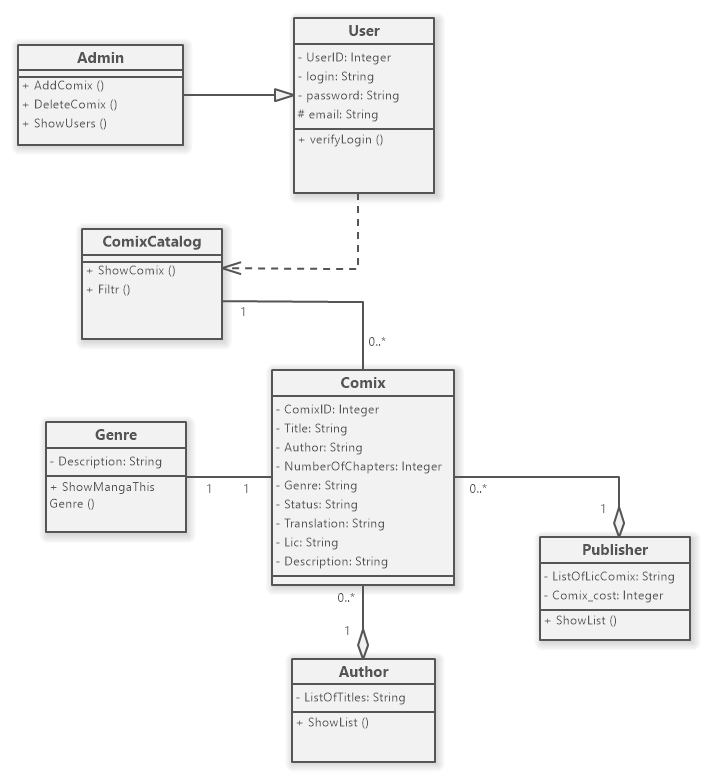 Admin
+ AddComix ()
+ DeleteComix ()
+ ShowUsers ()
User
- UserID: Integer
- login: String
- password: String
# email: String
+ verifyLogin ()
ComixCatalog
+ ShowComix ()
+ Filtr ()
1
0..*
Comix
- ComixID: Integer
- Title: String
- Author: String
- NumberOfChapters: Integer
- Genre: String
- Status: String
- Translation: String
- Lic: String
- Description: String
Genre
- Description: String
+ ShowMangaThis
Genre ()
1
1
0..*
1
Publisher
- ListOfLicComix: String
- Comix_cost: Integer
+ ShowList ()
0..*
1
Author
- ListOfTitles: String
+ ShowList ()